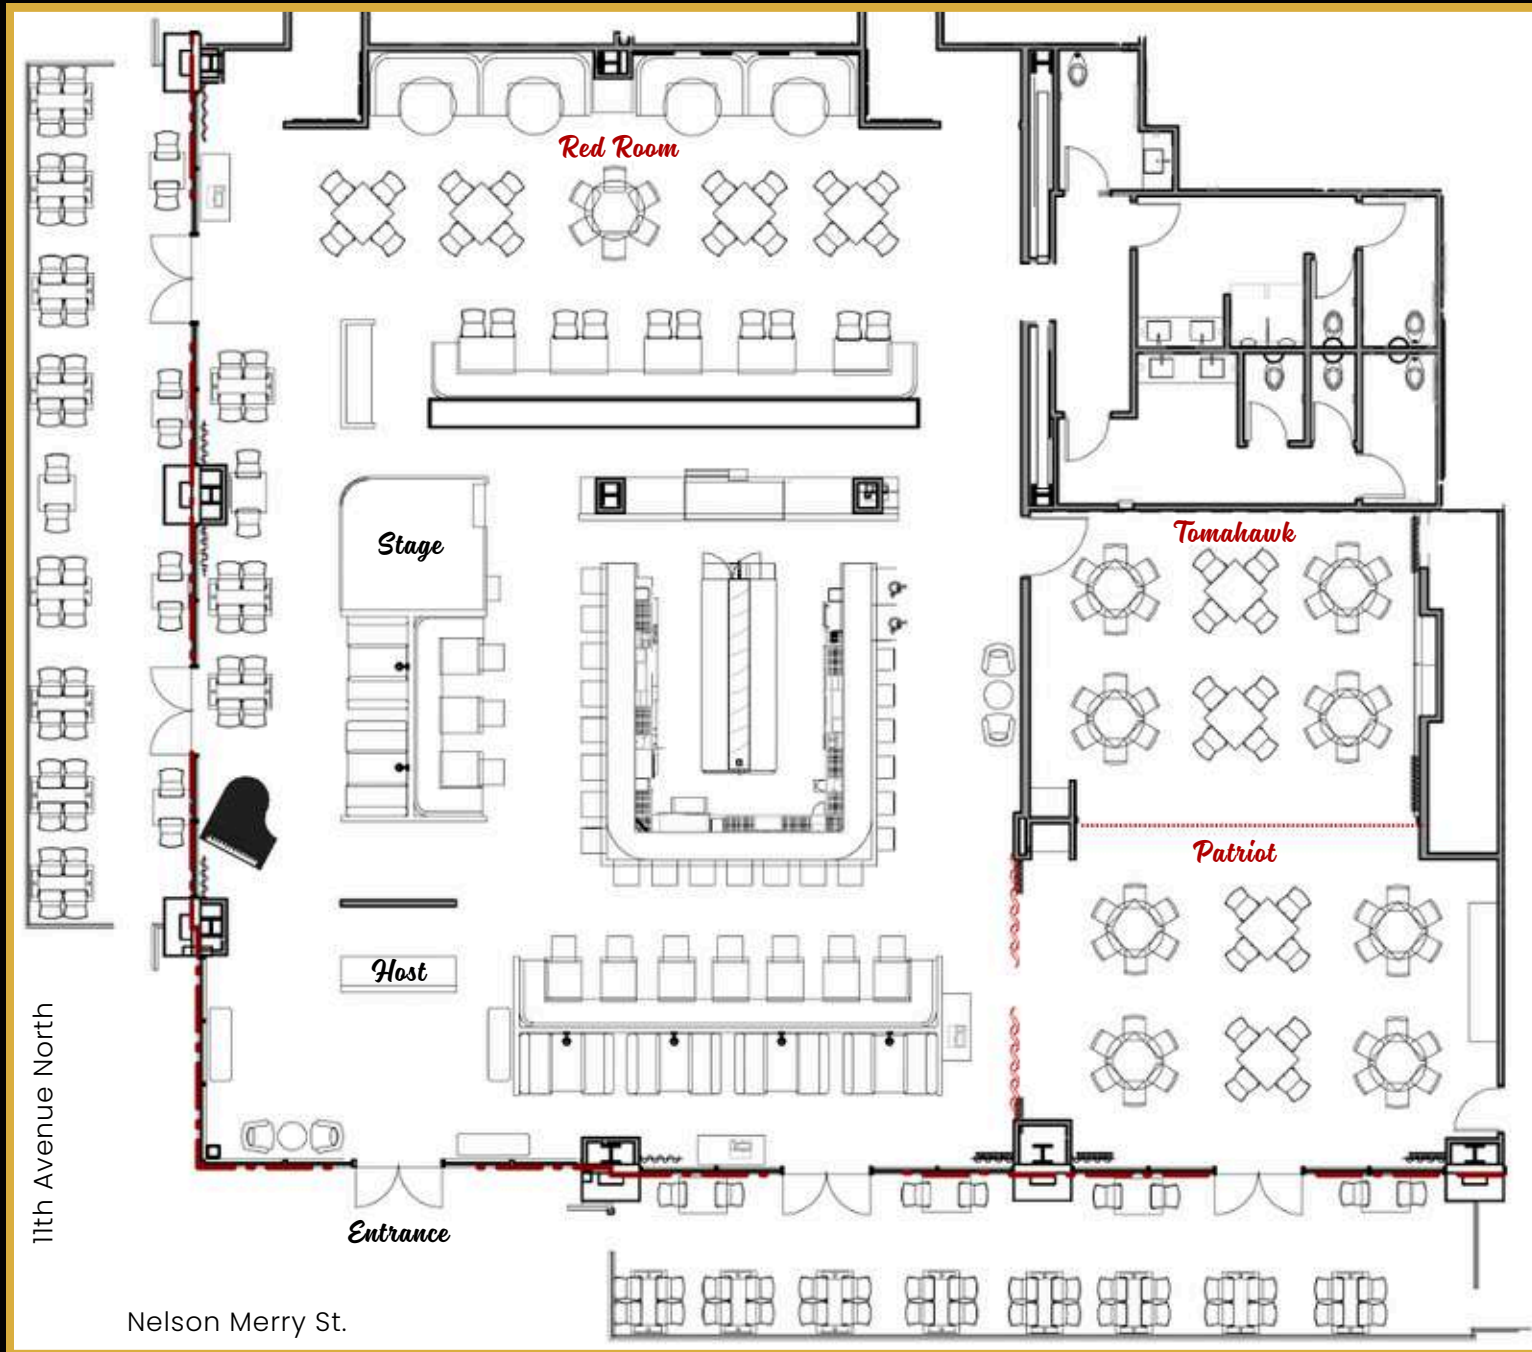 Red Room
Stage
Tomahawk
Patriot
Host
11th Avenue North
Entrance
Nelson Merry St.